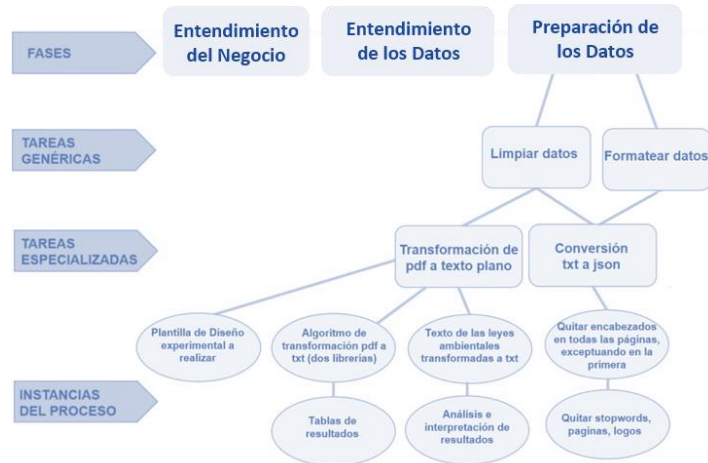 FASES
Entendimiento
del Negocio
Entendimiento
de los Datos
Preparación de
los Datos
TAREAS
GENÉRICAS
Limpiar datos
Formatear datos
TAREAS
ESPECIALIZADAS
Transformación de
pdf a texto plano
Conversión
txt a json
INSTANCIAS
DEL PROCESO
Plantilla de Diseño
experimental a
realizar
Algoritmo de
transformación pdf a
txt (dos librerias)
Texto de las leyes
ambientales
transformadas a txt
Quitar encabezados
en todas las páginas,
exceptuando en la
primera
Tablas de
resultados
Análisis e
interpretación de
resultados
Quitar stopwords,
paginas, logos